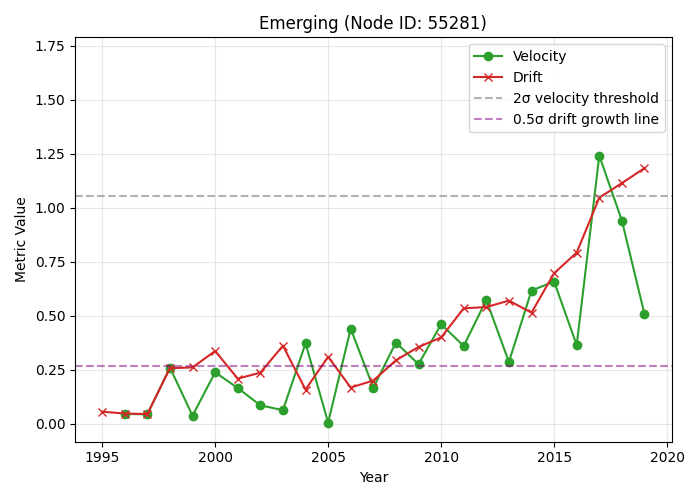 Emerging (Node ID: 55281)
Velocity
Drift
2σ velocity threshold
0.5σ drift growth line
Metric Value
1.75
1.50
1.25
1.00
0.75
0.50
0.25
0.00
1995
2000
2005
2010
2015
2020
Year